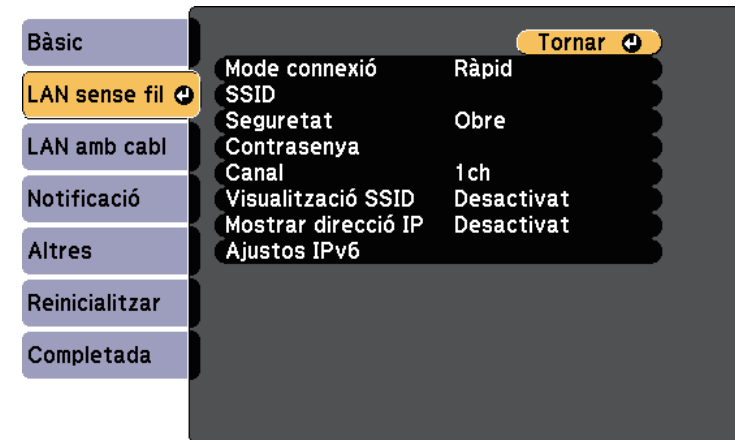 Bàsic
LAN sense fil
LAN amb cabl
Notificació
Altres
Reinicialitzar
Completada
Tornar
Mode connexió Ràpid
SSID
Seguretat Obre
Contrasenya
Canal 1ch
Visualització SSID Desactivat
Mostrar direcció IP Desactivat
Ajustos IPv6